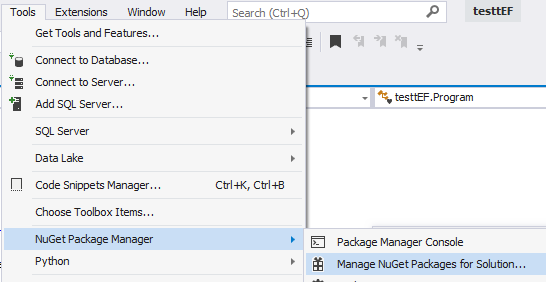 Tools Extensions Window Help Search (Ctrl+Q) testtEF
Get Tools and Features...
Connect to Database...
Connect to Server...
Add SQL Server...
testtEF.Program
SQL Server
Data Lake
Code Snippets Manager... Ctrl+K, Ctrl+B
Choose Toolbox Items...
NuGet Package Manager
Package Manager Console
Python
Manage NuGet Packages for Solution...